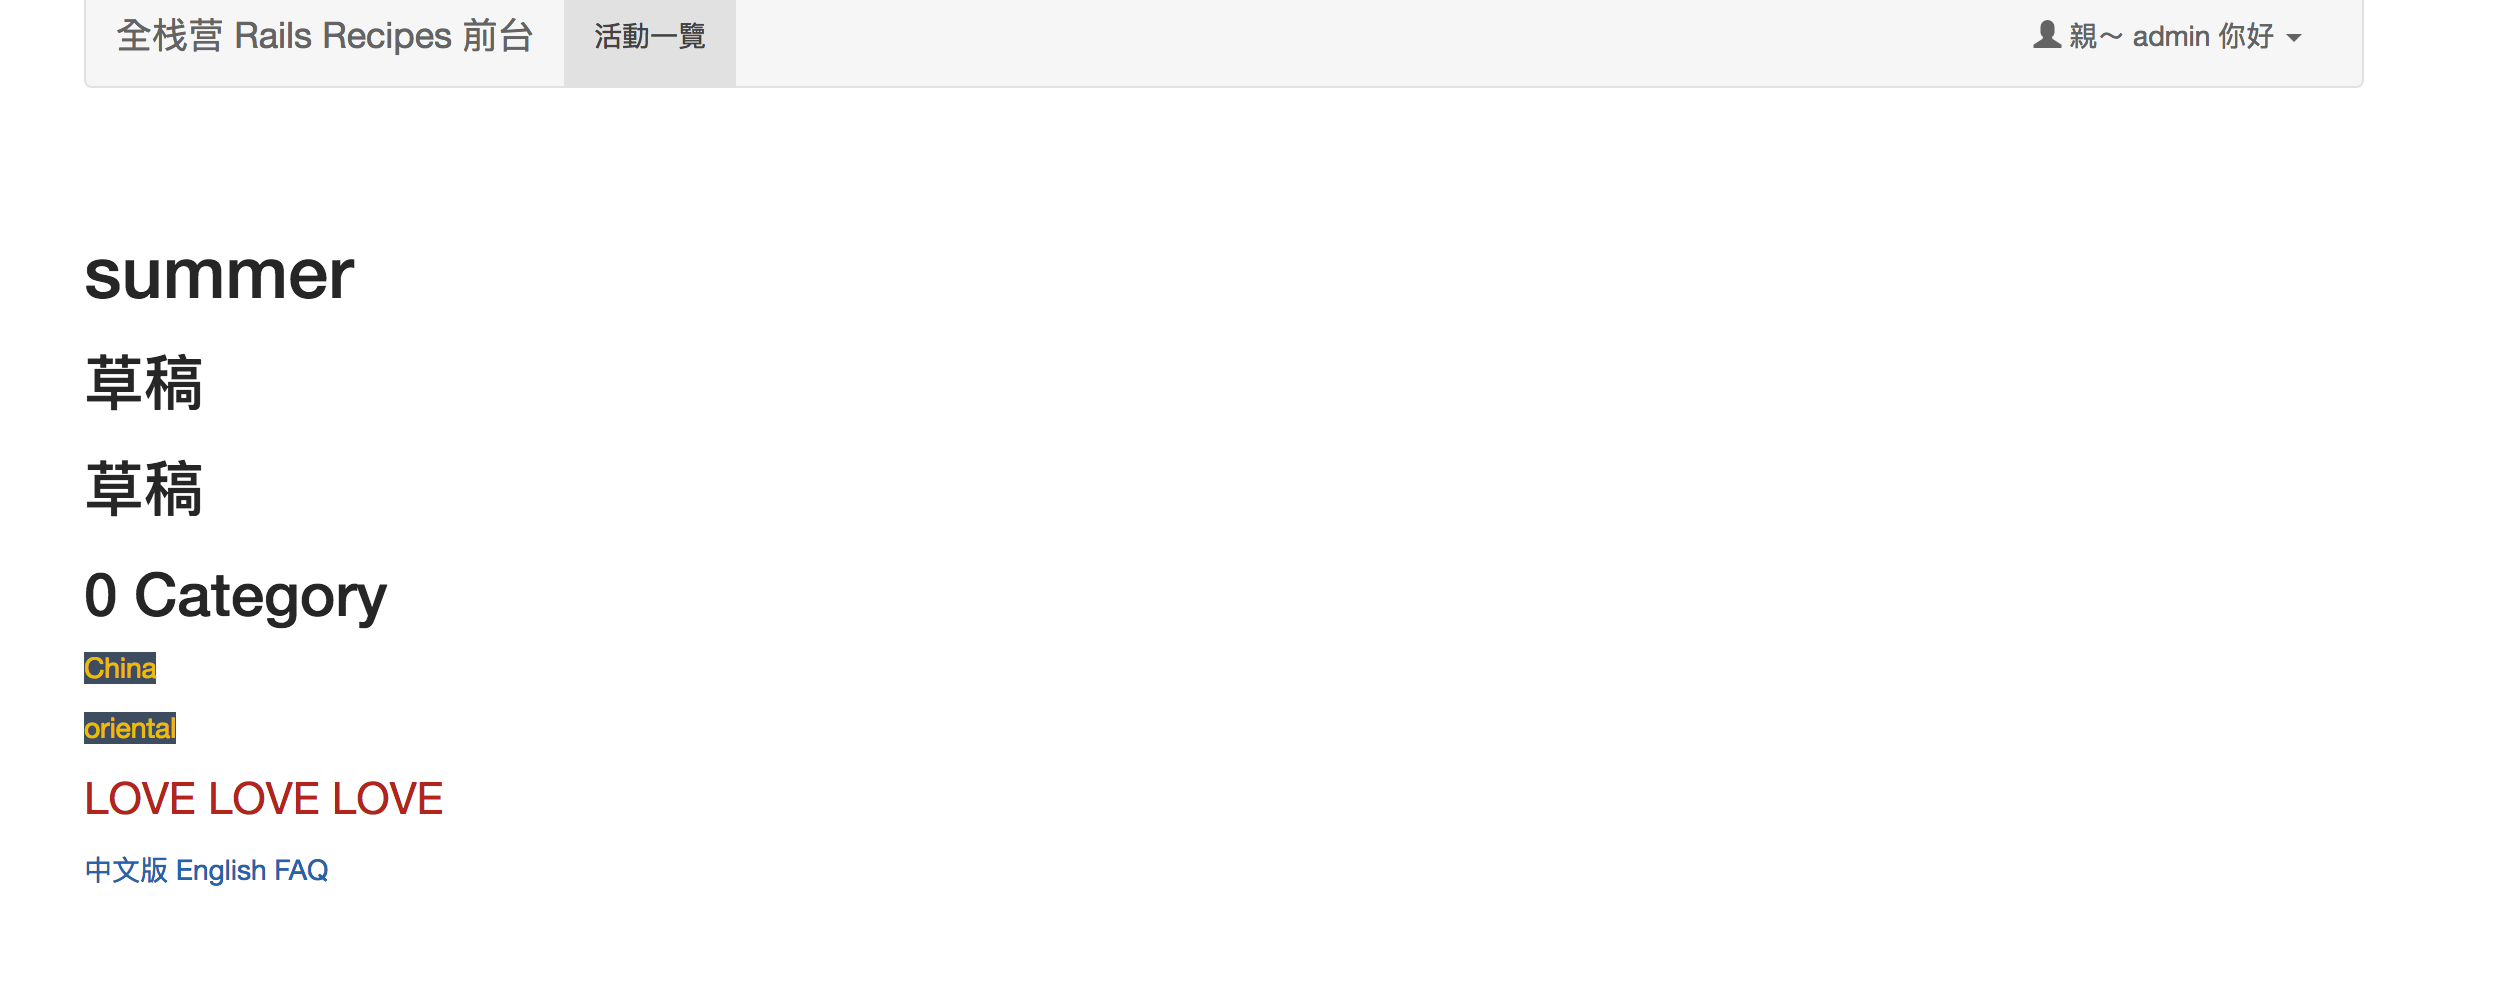 全栈营 Rails Recipes 前台 活動一覽 親～ admin 你好
summer
草稿
草稿
0 Category
China
oriental
LOVE LOVE LOVE
中文版 English FAQ